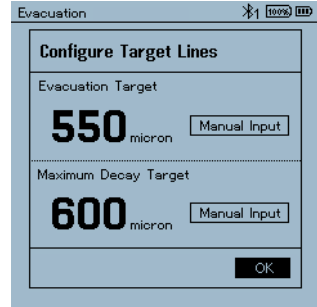 Evacuation 1 100%
Configure Target Lines
Evacuation Target
550 micron Manual Input
Maximum Decay Target
600 micron Manual Input
OK